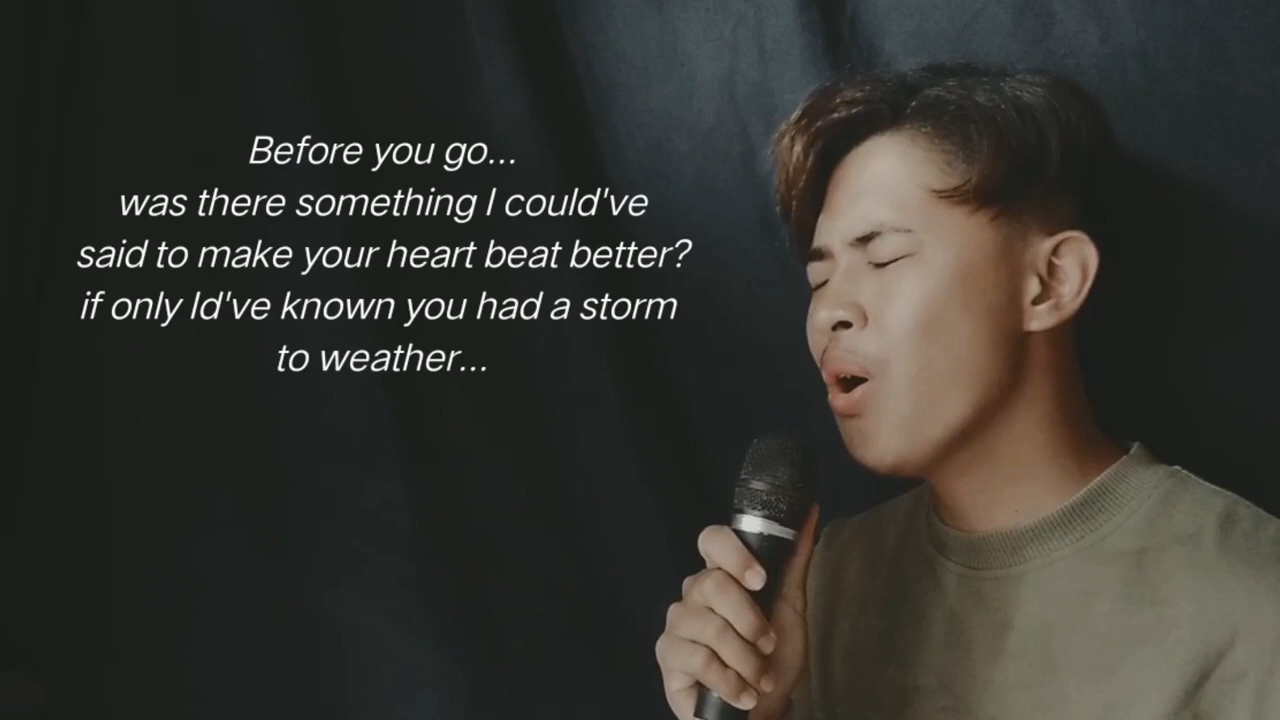 Before you go...
was there something I could've
said to make your heart beat better?
if only Id've known you had a storm
to weather...